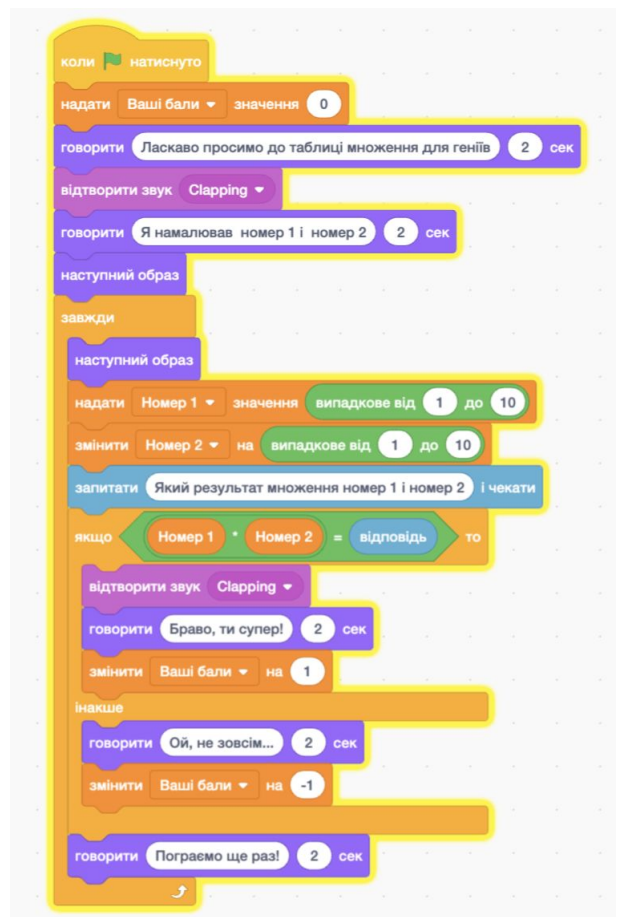 коли натиснуто
надати Ваші бали значення 0
говорити Ласкаво просимо до таблиці множення для геніїв 2 сек
відтворити звук Clapping
говорити Я намалював номер 1 і номер 2 2 сек
наступний образ
завжди
наступний образ
надати Номер 1 значення випадкове від 1 до 10
змінити Номер 2 на випадкове від 1 до 10
запитати Який результат множення номер 1 і номер 2 і чекати
якщо Номер 1 * Номер 2 = відповідь то
відтворити звук Clapping
говорити Браво, ти супер! 2 сек
змінити Ваші бали на 1
інакше
говорити Ой, не зовсім... 2 сек
змінити Ваші бали на -1
говорити Пограємо ще раз! 2 сек